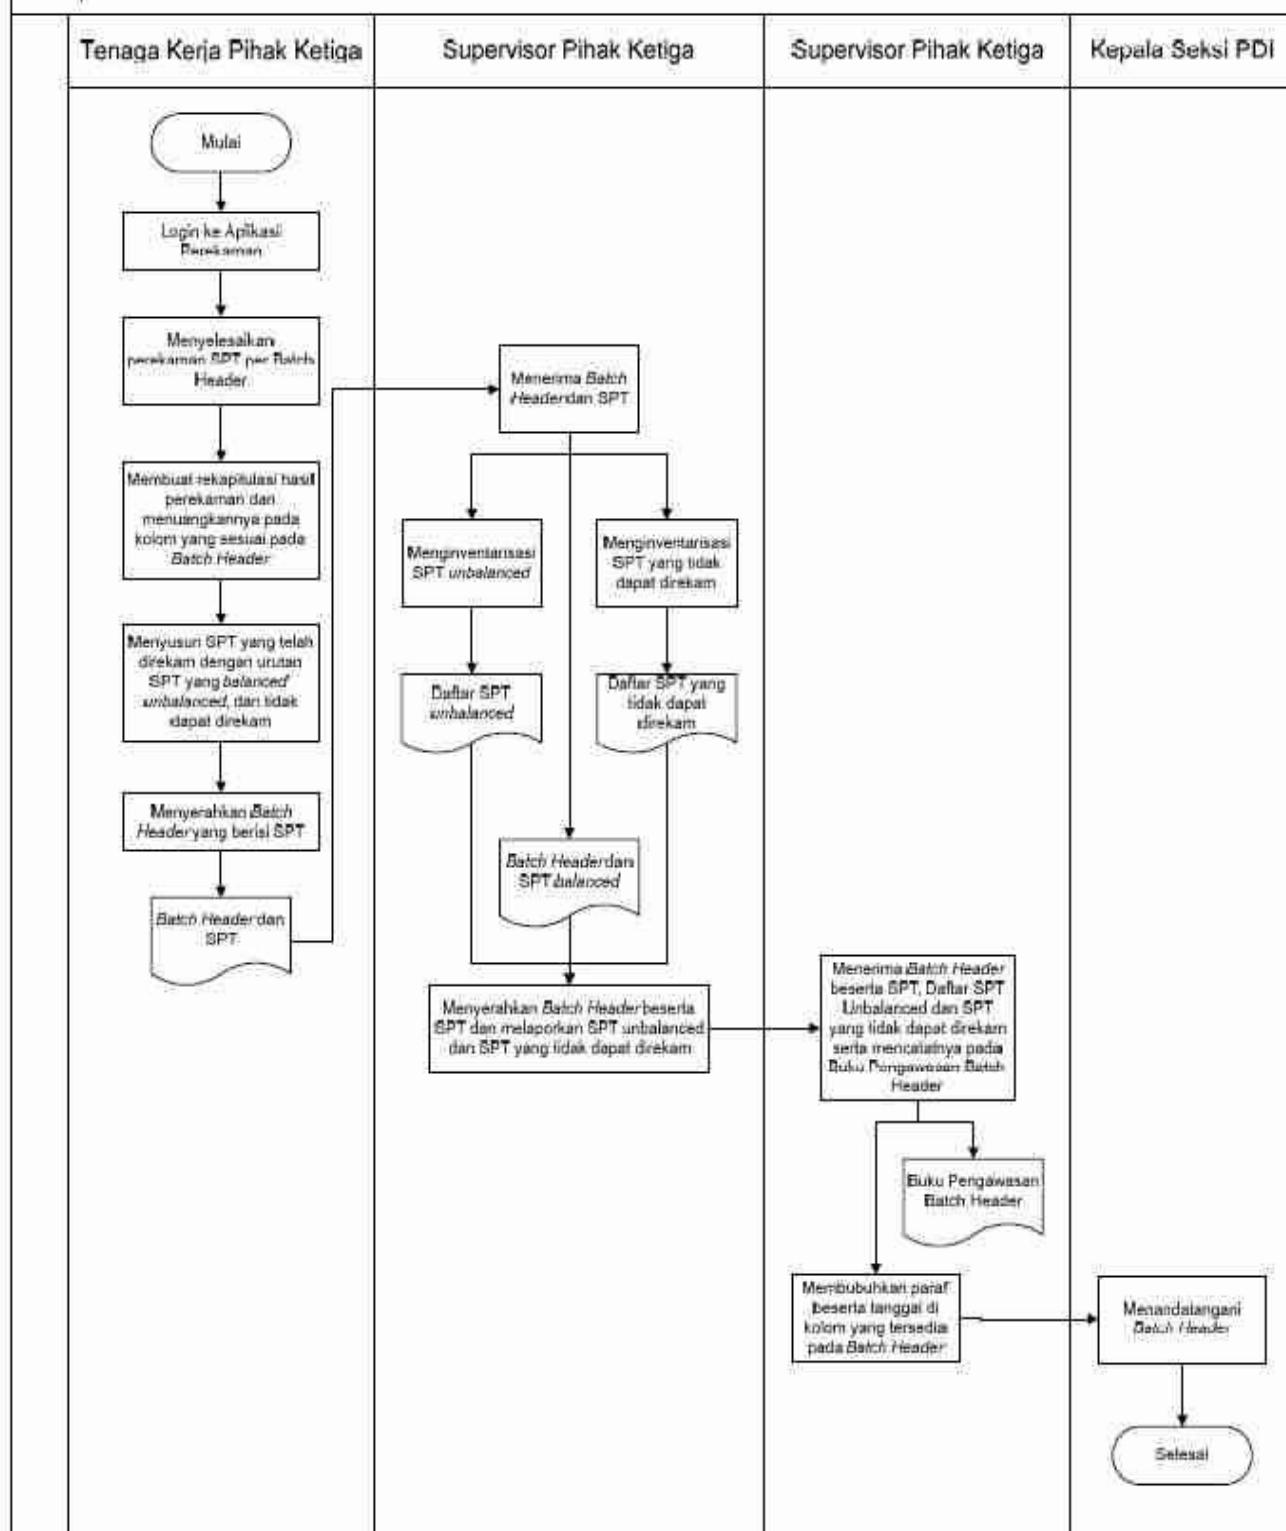 Tenaga Kerja Pihak Ketiga
Supervisor Pihak Ketiga
Supervisor Pihak Ketiga
Kepala Seksi PDI
Mulai
Login ke Aplikasi
Perekaman
Menyelesaikan
perekaman SPT per Batch
Header
Membuat rekapitulasi hasil
perekaman dan
menuangkannya pada
kolom yang sesuai pada
Batch Header
Menyusun SPT yang telah
direkam dengan urutan
SPT yang balanced
unbalanced, dan tidak
dapat direkam
Menyerahkan Batch
Header yang berisi SPT
Batch Header dan
SPT
Menerima Batch
Header dan SPT
Menginventarisasi
SPT unbalanced
Menginventarisasi
SPT yang tidak
dapat direkam
Daftar SPT
unbalanced
Daftar SPT yang
tidak dapat
direkam
Batch Header dan
SPT balanced
Menyerahkan Batch Header beserta
SPT dan melaporkan SPT unbalanced
dan SPT yang tidak dapat direkam
Menerima Batch Header
beserta SPT, Daftar SPT
Unbalanced dan SPT
yang tidak dapat direkam
serta mencatatnya pada
Buku Pengawasan Batch
Header
Buku Pengawasan
Batch Header
Membubuhkan paraf
beserta tanggal di
kolom yang tersedia
pada Batch Header
Menandatangani
Batch Header
Selesai